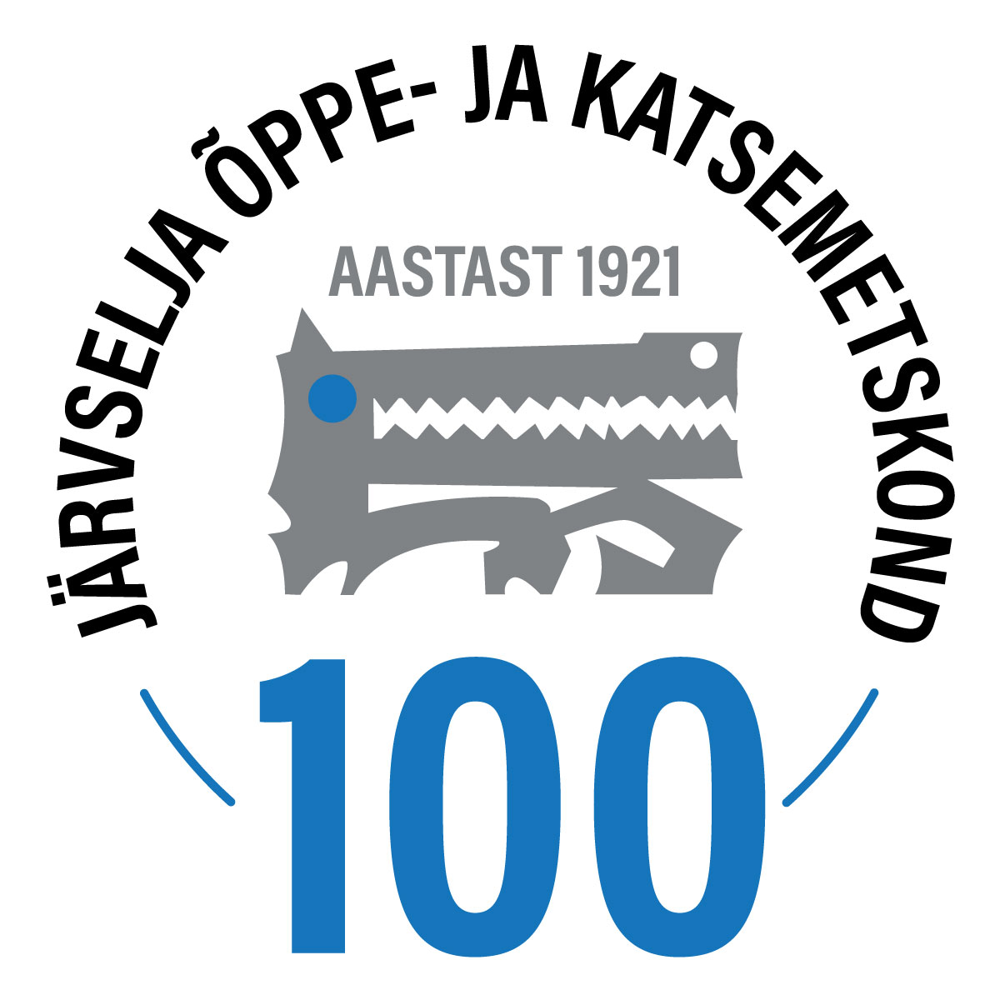 JÄRVSELJA ÕPPE- JA KATSEMETSKOND
AASTAST 1921
100